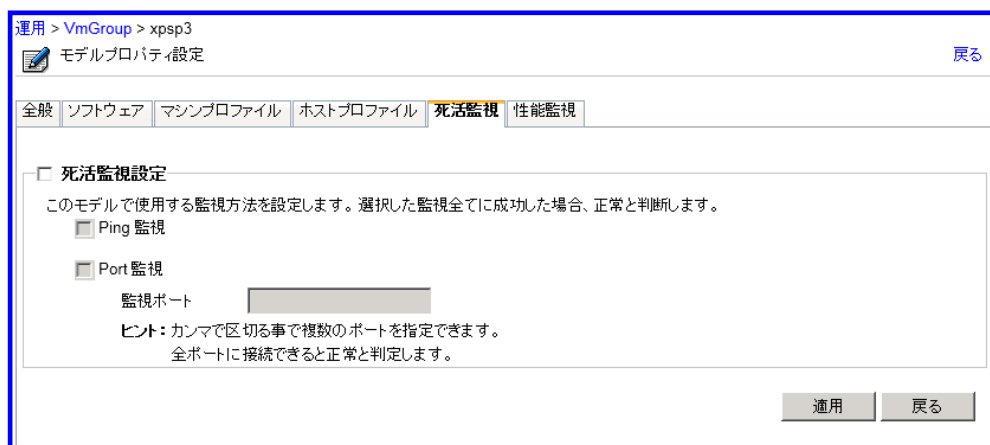 運用 > VmGroup > xpsp3
モデルプロパティ設定 戻る
全般 ソフトウェア マシンプロファイル ホストプロファイル 死活監視 性能監視
死活監視設定
このモデルで使用する監視方法を設定します。選択した監視全てに成功した場合、正常と判断します。
Ping 監視
Port 監視
監視ポート
ヒント：カンマで区切る事で複数のポートを指定できます。
全ポートに接続できると正常と判定します。
適用 戻る